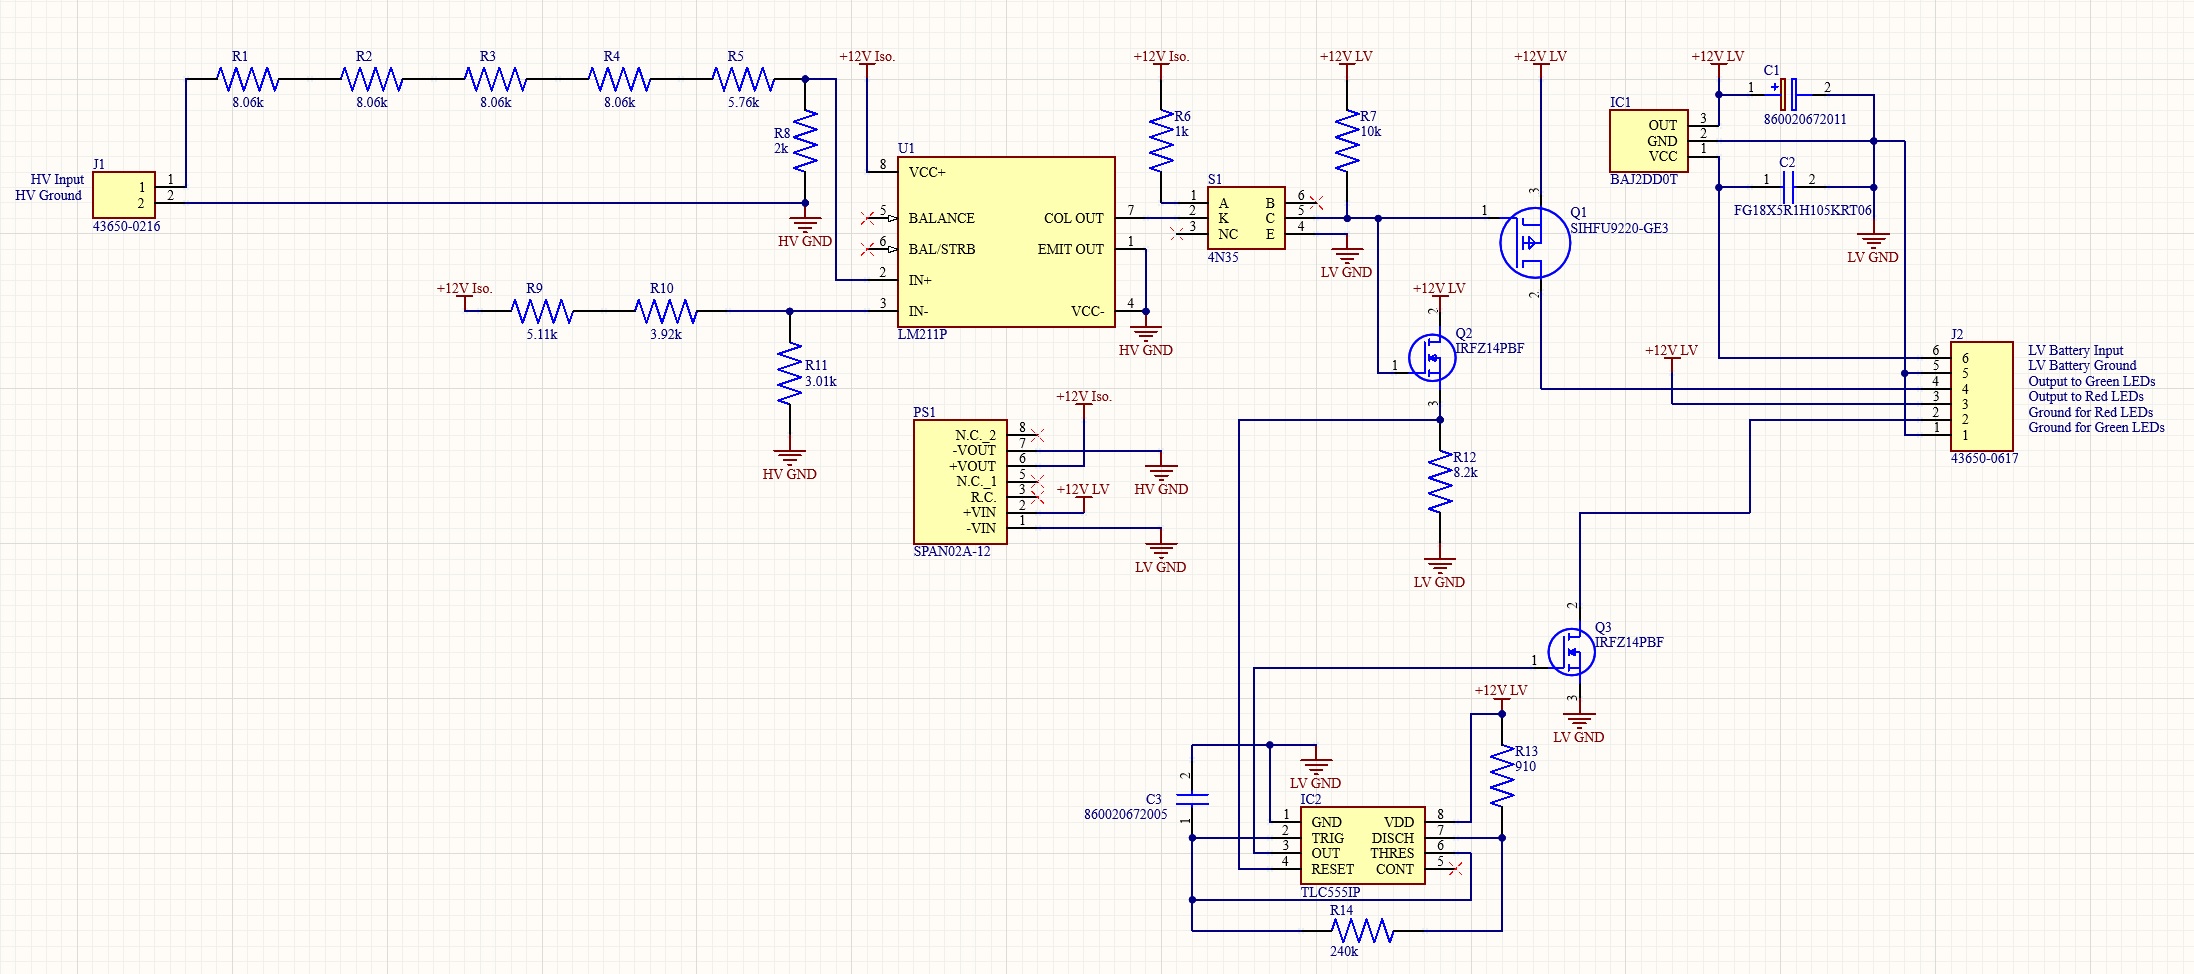 R1
8.06k
R2
8.06k
R3
8.06k
R4
8.06k
R5
5.76k
R8
2k
HV GND
J1
HV Input
HV Ground
1
2
1
2
43650-0216
+12V Iso.
U1
8
VCC+
5
BALANCE
6
BAL/STRB
2
IN+
3
IN-
7
COL OUT
1
EMIT OUT
4
VCC-
LM211P
HV GND
+12V Iso.
R9
5.11k
R10
3.92k
R11
3.01k
HV GND
+12V Iso.
R6
1k
S1
1
A
2
K
3
NC
6
B
5
C
4
E
4N35
+12V LV
R7
10k
LV GND
+12V LV
3
1
2
Q1
SIHFU9220-GE3
+12V LV
2
1
3
Q2
IRFZ14PBF
R12
8.2k
LV GND
+12V LV
C1
1
+
2
860020672011
IC1
OUT
3
GND
2
VCC
1
BAJ2DD0T
C2
1
2
FG18X5R1H105KRT06
LV GND
J2
6
6
LV Battery Input
5
5
LV Battery Ground
4
4
Output to Green LEDs
3
3
Output to Red LEDs
2
2
Ground for Red LEDs
1
1
Ground for Green LEDs
43650-0617
+12V LV
PS1
N.C._2
8
-VOUT
7
+VOUT
6
N.C._1
5
R.C.
3
+VIN
2
-VIN
1
SPAN02A-12
+12V Iso.
HV GND
+12V LV
LV GND
2
1
3
Q3
IRFZ14PBF
LV GND
+12V LV
R13
910
LV GND
C3
860020672005
2
1
IC2
1
GND
2
TRIG
3
OUT
4
RESET
VDD
8
DISCH
7
THRES
6
CONT
5
TLC555IP
R14
240k